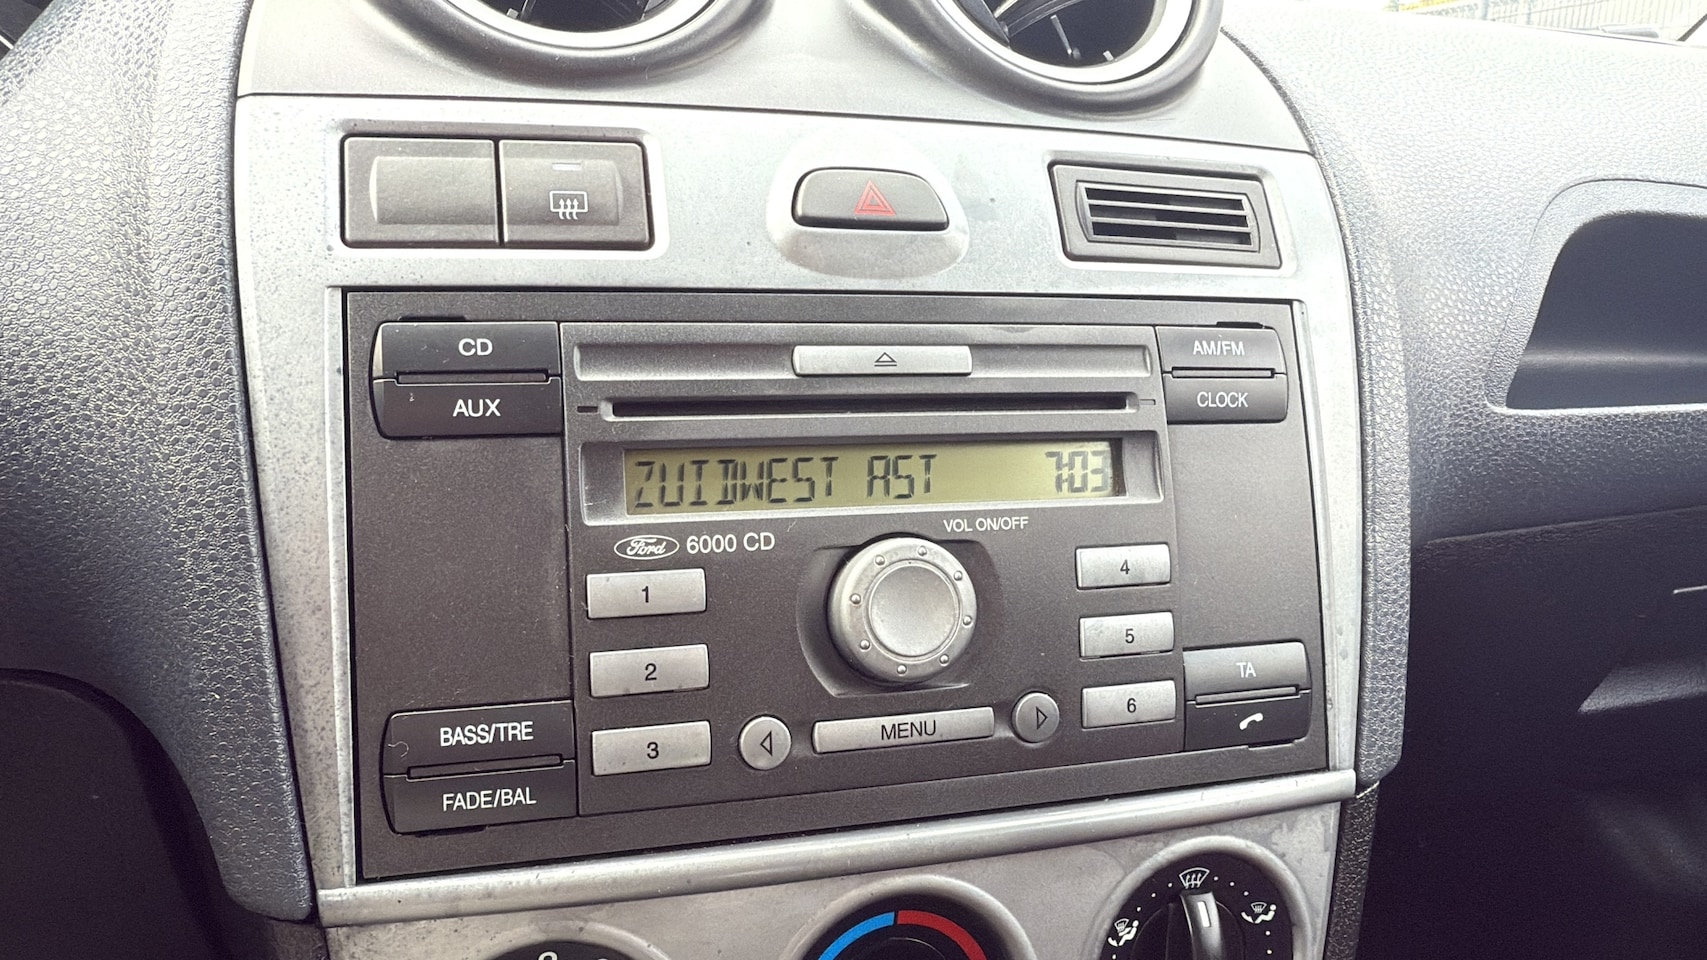 CD
AUX
AM/FM
CLOCK
ZUIDWEST AST 7:03
VOL ON/OFF
Ford 6000 CD
1
4
2
5
3
6
TA
BASS/TRE
FADE/BAL
MENU